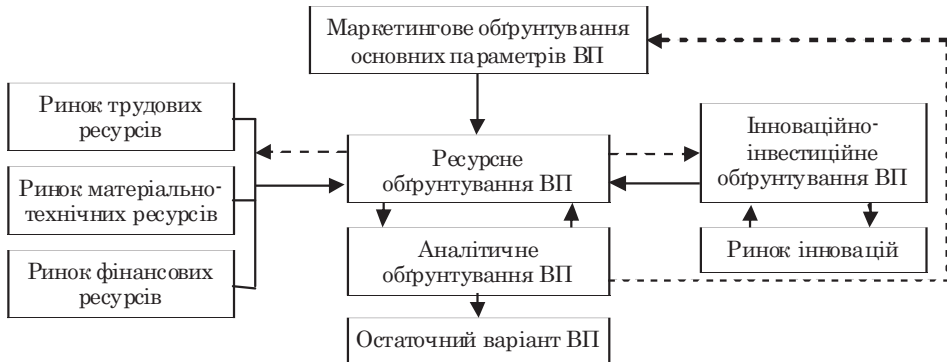 Маркетингове обґрунтування
основних параметрів ВП
Ринок трудових
ресурсів
Ринок матеріально-
технічних ресурсів
Ринок фінансових
ресурсів
Ресурсне
обґрунтування ВП
Аналітичне
обґрунтування ВП
Остаточний варіант ВП
Інноваційно-
інвестиційне
обґрунтування ВП
Ринок інновацій